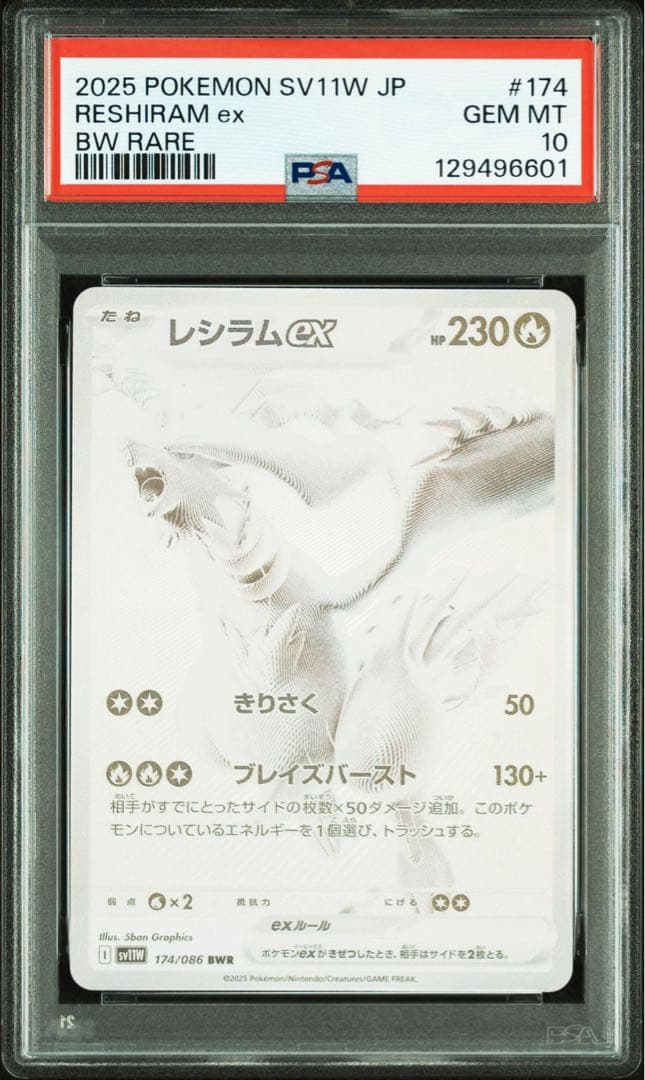 2025 POKEMON SV11W JP #174
RESHIRAM ex GEM MT
BW RARE 10
PSA 129496601
たね レシラムex HP 230
きりさく 50
ブレイズバースト 130+
相手がすでにとったサイドの枚数×50ダメージ追加。このポケ
モンについているエネルギーを1個選び、トラッシュする。
弱点 ×2 抵抗力 にげる
exルール
Illus. 5ban Graphics
ポケモンexがきぜつしたとき、相手はサイドを2枚とる。
I sv11W 174/086 BWR
©2025 Pokémon/Nintendo/Creatures/GAME FREAK.
21 PSA